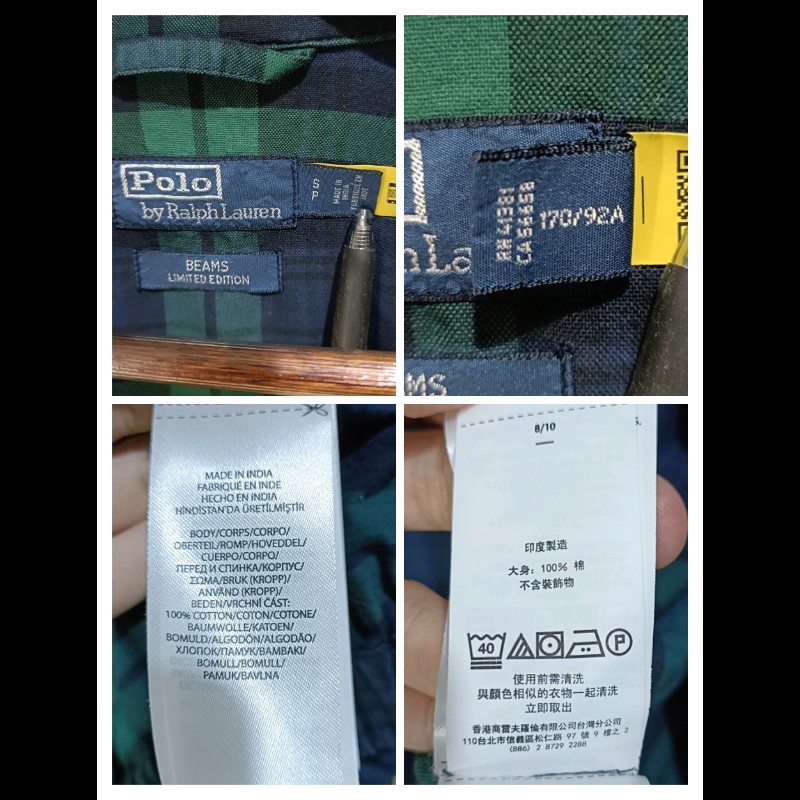 Polo
by Ralph Lauren
S
P
MADE IN
INDIA
FABRIQUÉ EN
INDE
BEAMS
LIMITED EDITION
170/92A
MS
MADE IN INDIA
FABRIQUÉ EN INDE
HECHO EN INDIA
HİNDİSTAN'DA ÜRETİLMİŞTİR
BODY/CORPS/CORPO/
OBERTEIL/ROMP/HOVEDDEL/
CUERPO/CORPO/
ПЕРЕД И СПИНКА/КОРПУС/
ΣΩΜΑ/BRUK (KROPP)/
ANVÄND (KROPP)/
BEDEN/VRCHNÍ ČÁST:
100% COTTON/COTON/COTONE/
BAUMWOLLE/KATOEN/
BOMULD/ALGODÓN/ALGODÃO/
ХЛОПОК/ПАМУК/ΒΑΜΒΑΚΙ/
BOMULL/BOMULL/
PAMUK/BAVLNA
8/10
印度製造
大身: 100% 棉
不含裝飾物
40 P
使用前需清洗
與顏色相似的衣物一起清洗
立即取出
香港商雷夫羅倫有限公司台灣分公司
110台北市信義區松仁路 97 號 9 樓之 2
(886) 2 8729 2288